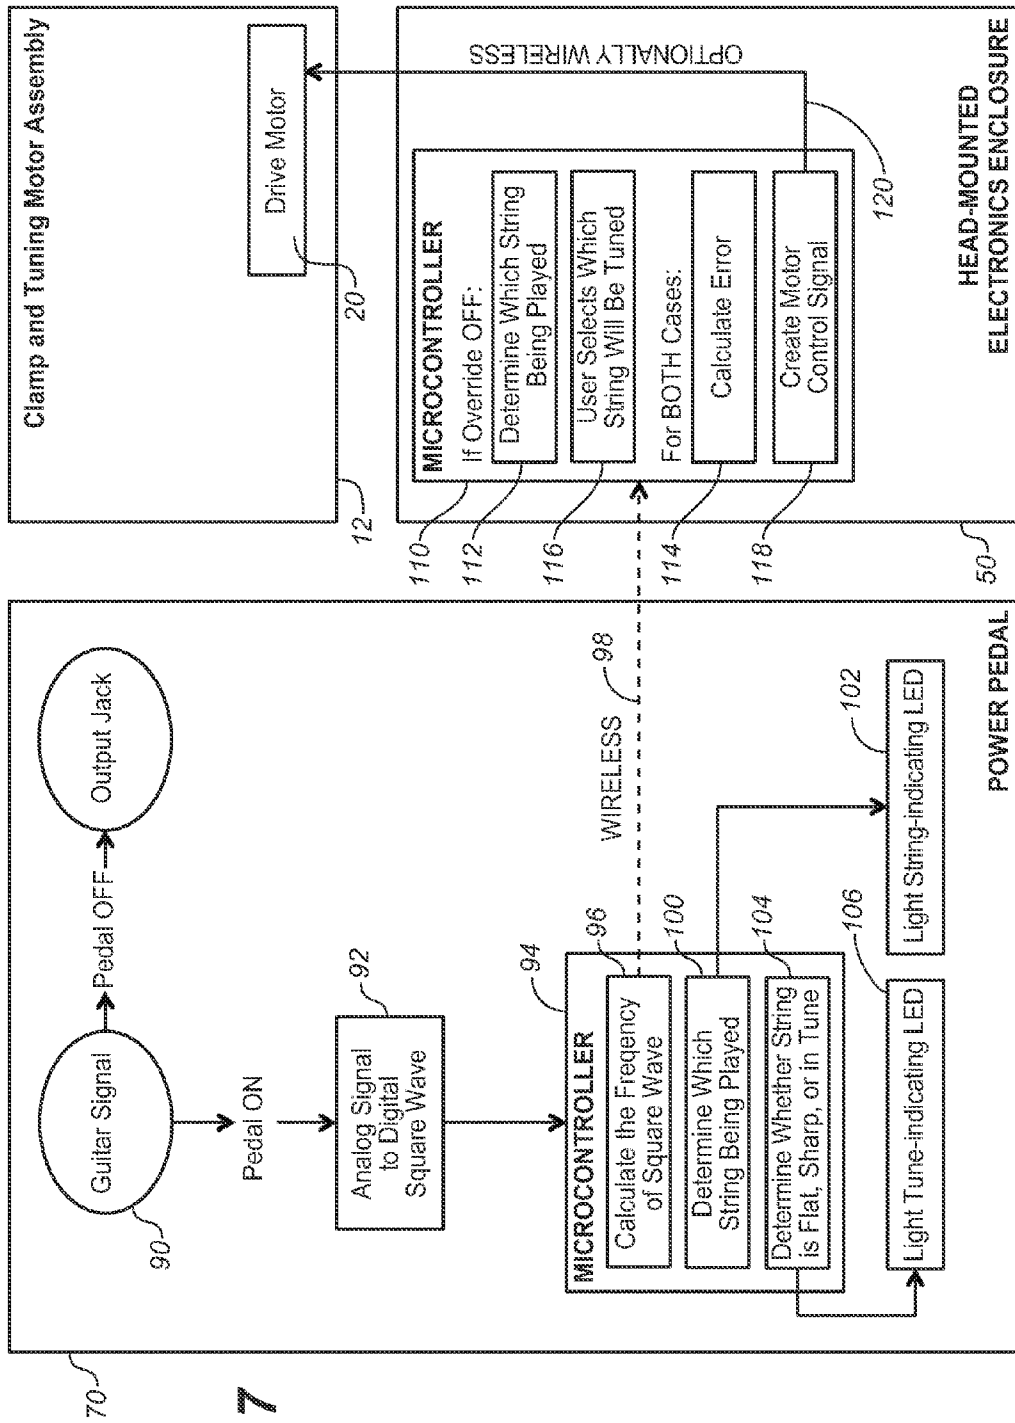 7
70
Guitar Signal
90
Pedal OFF
Output Jack
Pedal ON
Analog Signal
to Digital
Square Wave
92
94
MICROCONTROLLER
Calculate the Freqency
of Square Wave
96
Determine Which
String Being Played
100
Determine Whether String
is Flat, Sharp, or in Tune
104
Light Tune-indicating LED
106
Light String-indicating LED
102
WIRELESS
98
POWER PEDAL
Clamp and Tuning Motor Assembly
12
Drive Motor
20
OPTIONALLY WIRELESS
110
MICROCONTROLLER
If Override OFF:
112
Determine Which String
Being Played
116
User Selects Which
String Will Be Tuned
For BOTH Cases:
114
Calculate Error
118
Create Motor
Control Signal
120
50
HEAD-MOUNTED
ELECTRONICS ENCLOSURE